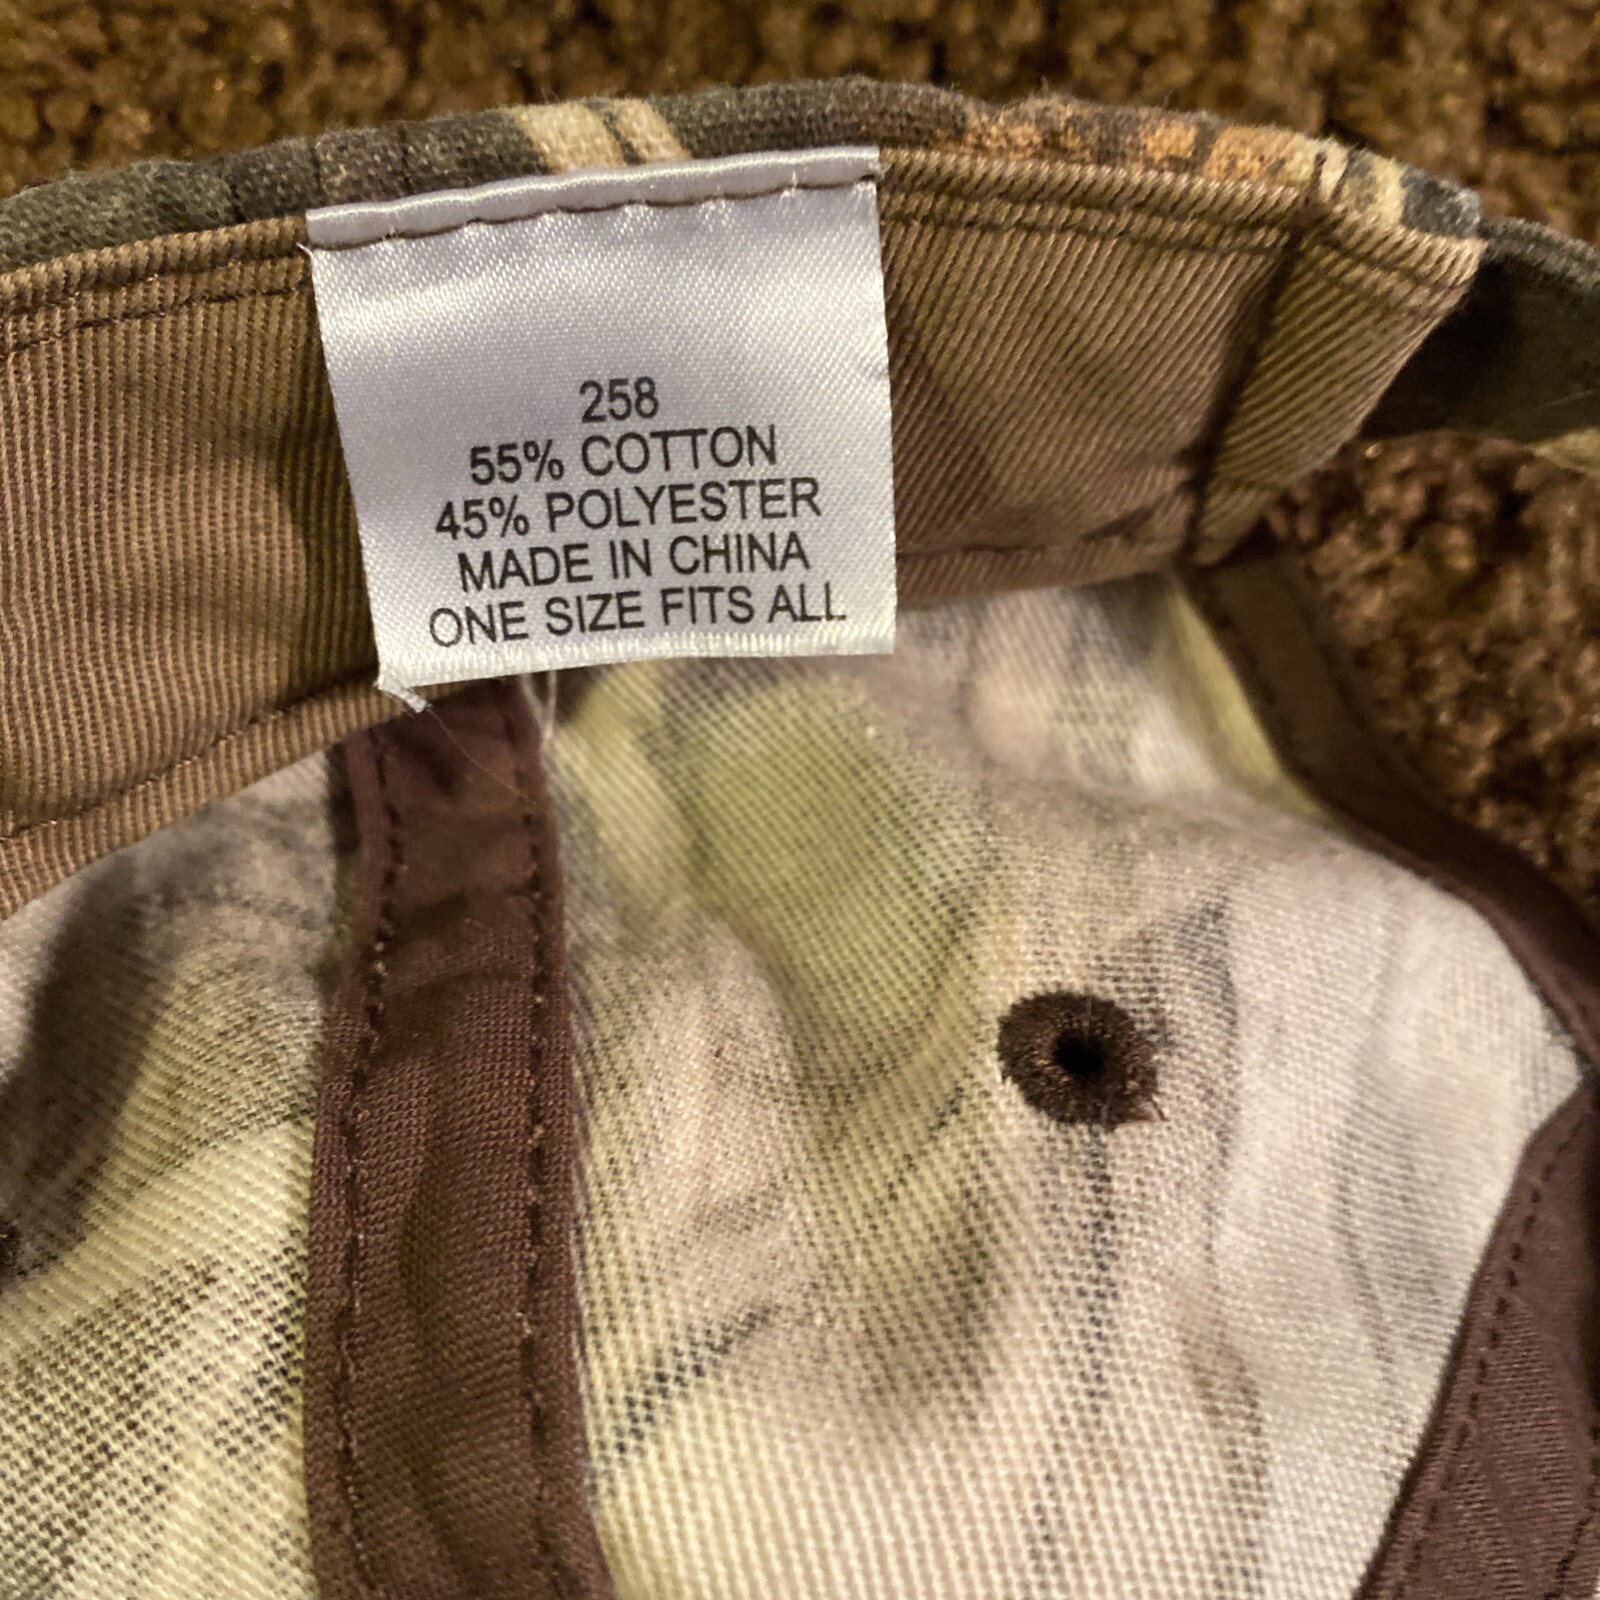 258
55% COTTON
45% POLYESTER
MADE IN CHINA
ONE SIZE FITS ALL